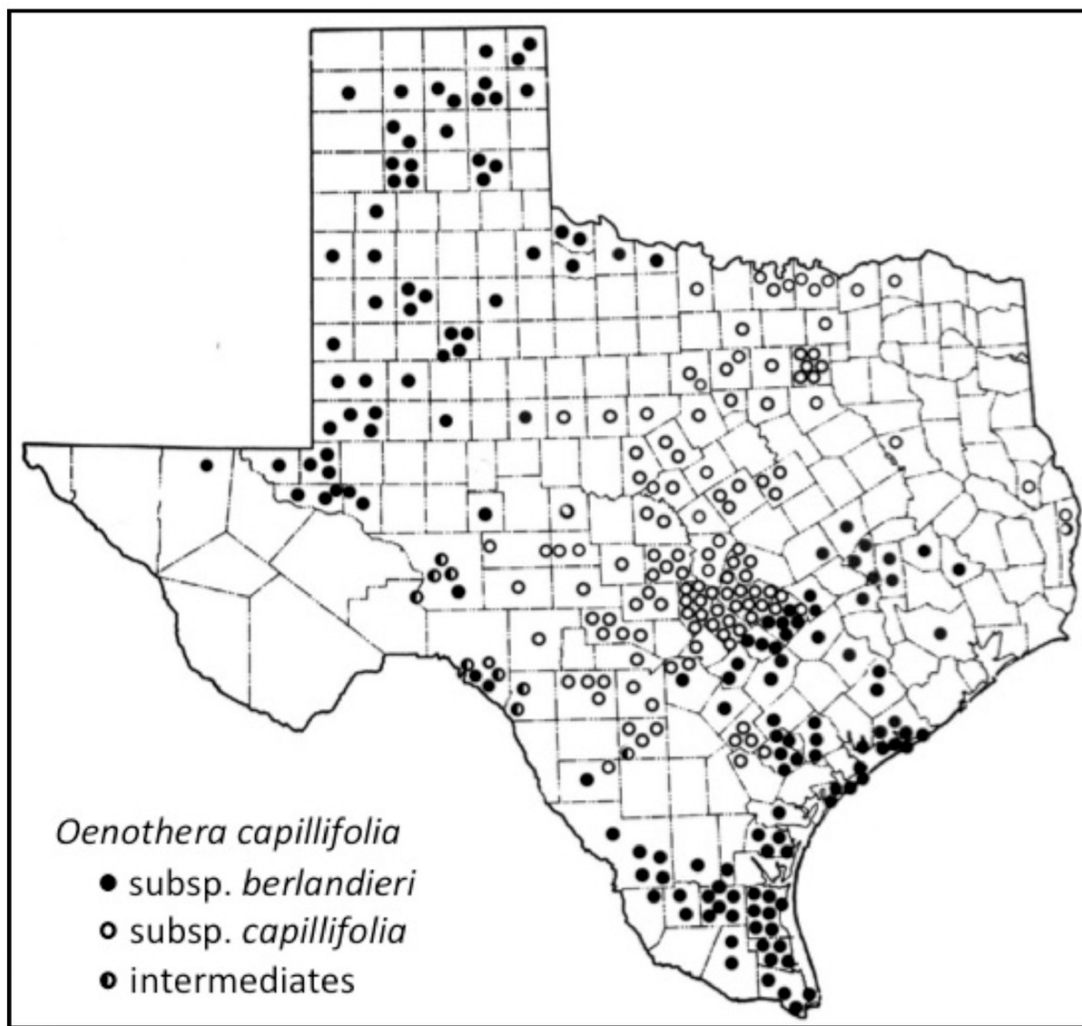 Oenothera capillifolia
subsp. berlandieri
subsp. capillifolia
intermediates